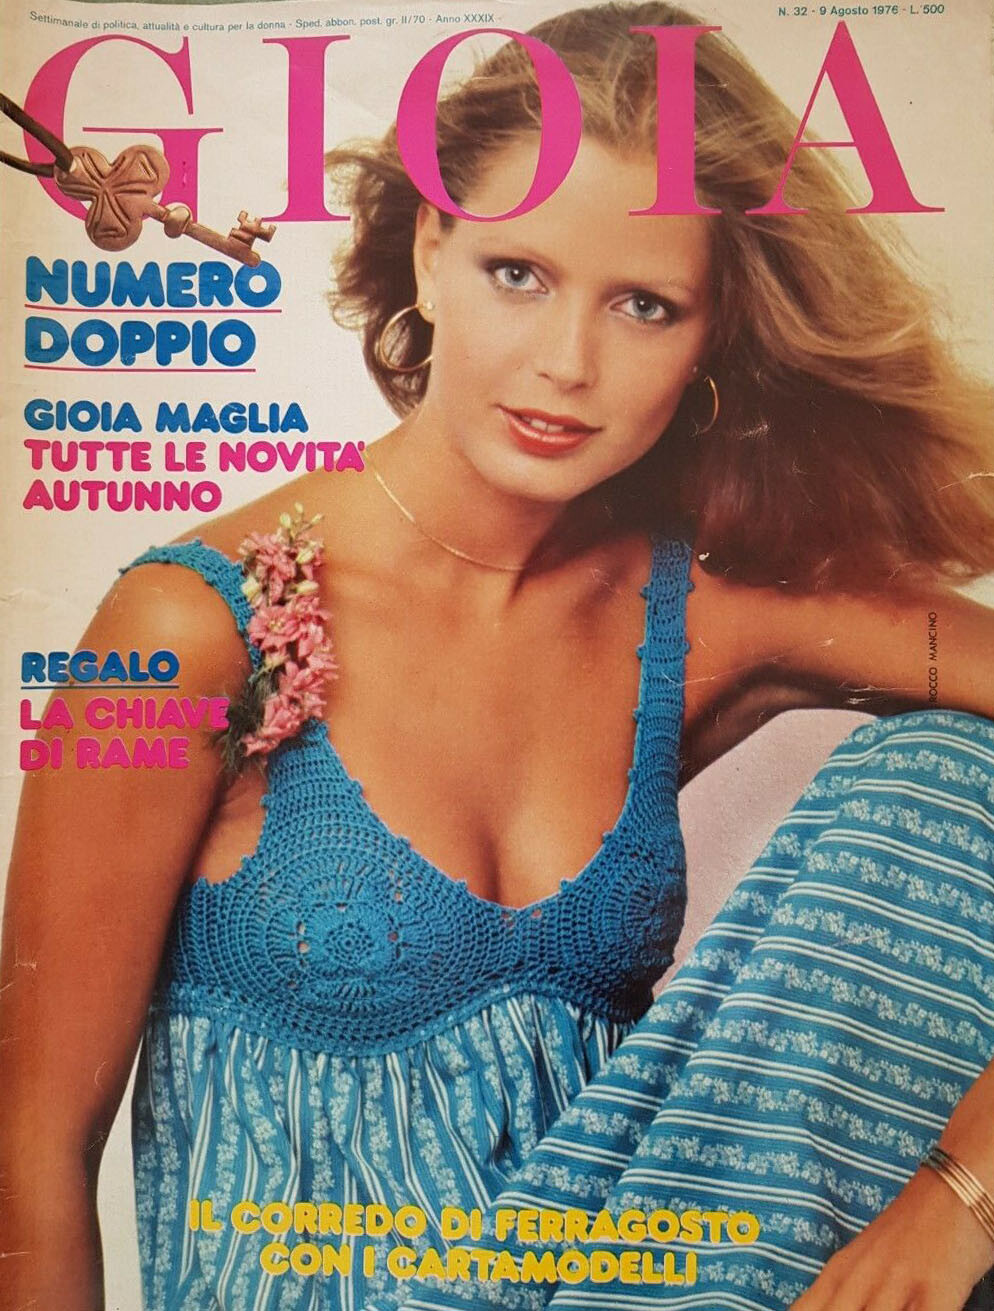 Settimanale di politica, attualità e cultura per la donna - Sped. abbon. post. gr. II/70 - Anno XXXIX -
N. 32 - 9 Agosto 1976 - L. 500
GIOIA
NUMERO
DOPPIO
GIOIA MAGLIA
TUTTE LE NOVITA'
AUTUNNO
REGALO
LA CHIAVE
DI RAME
ROCCO MANCINO
IL CORREDO DI FERRAGOSTO
CON I CARTAMODELLI